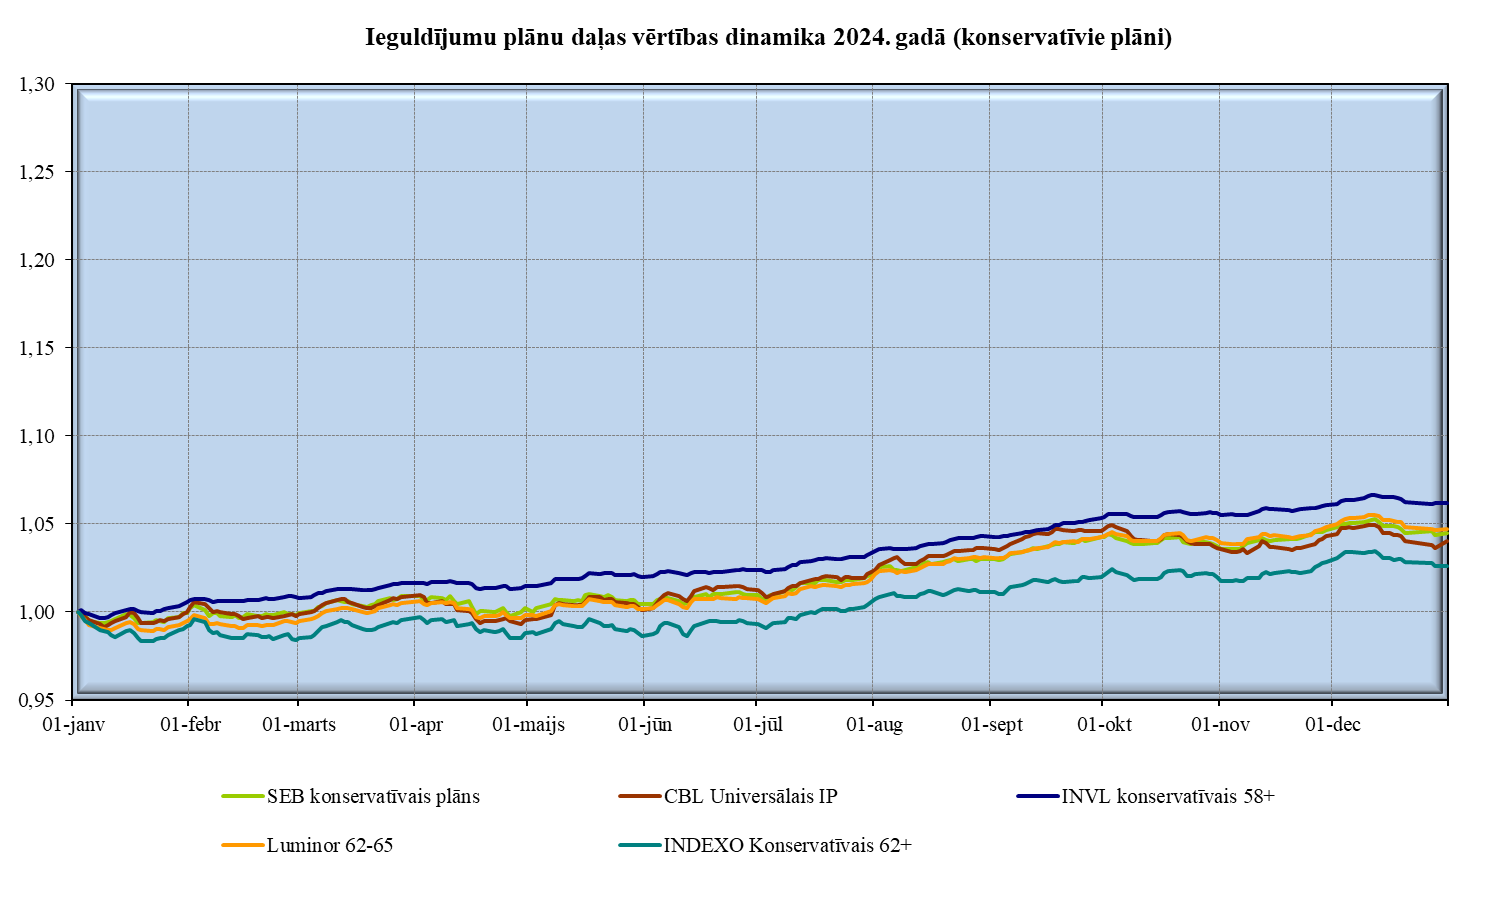 Ieguldījumu plānu daļas vērtības dinamika 2024. gadā (konservatīvie plāni)
1,30
1,25
1,20
1,15
1,10
1,05
1,00
0,95
01-janv 01-febr 01-marts 01-apr 01-maijs 01-jūn 01-jūl 01-aug 01-sept 01-okt 01-nov 01-dec
SEB konservatīvais plāns CBL Universālais IP INVL konservatīvais 58+
Luminor 62-65 INDEXO Konservatīvais 62+